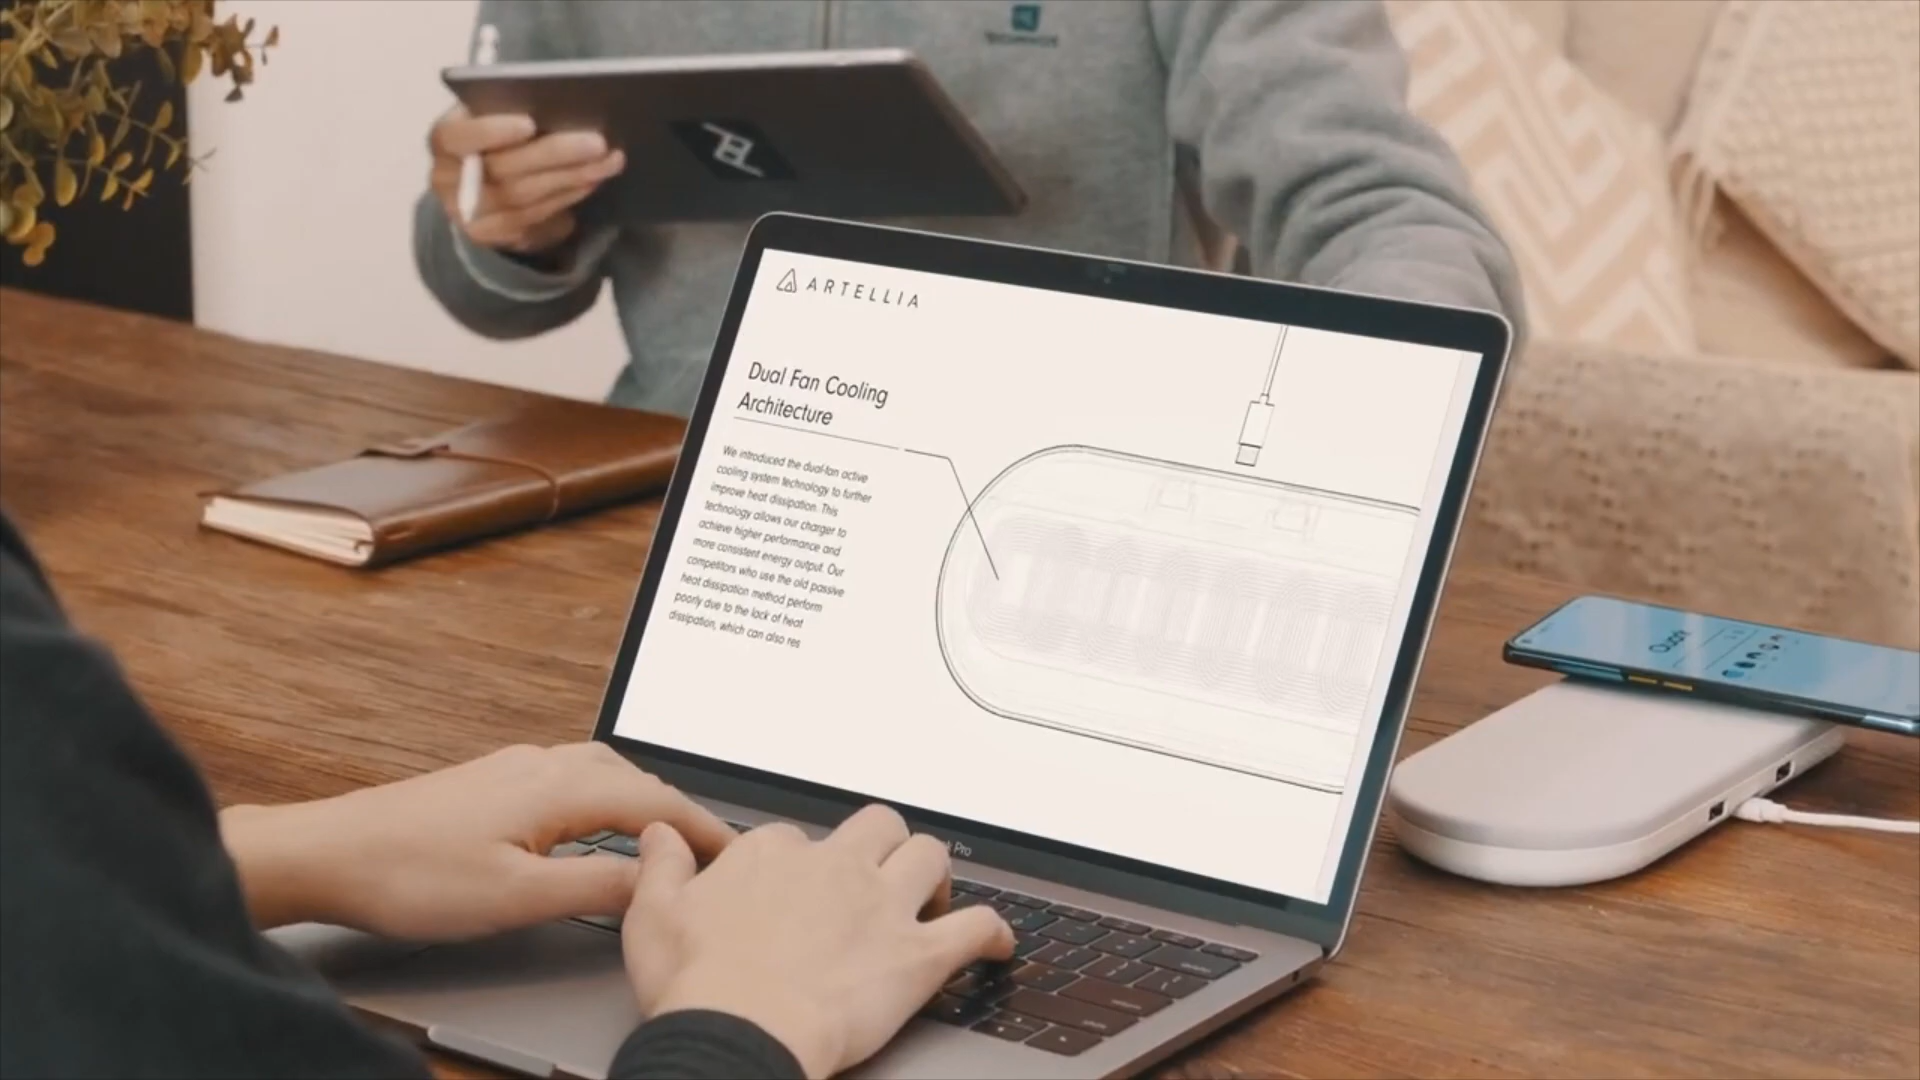 ARTELLIA
Dual Fan Cooling
Architecture
We introduced the dual-fan active
cooling system technology to further
improve heat dissipation. This
technology allows our charger to
achieve higher performance and
more consistent energy output. Our
competitors who use the old passive
heat dissipation method perform
poorly due to the lack of heat
dissipation, which can also res
Pro